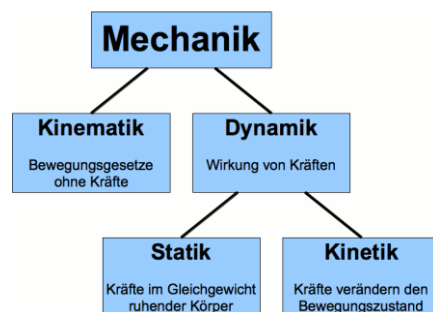 Mechanik
Kinematik
Bewegungsgesetze
ohne Kräfte
Dynamik
Wirkung von Kräften
Statik
Kräfte im Gleichgewicht
ruhender Körper
Kinetik
Kräfte verändern den
Bewegungszustand